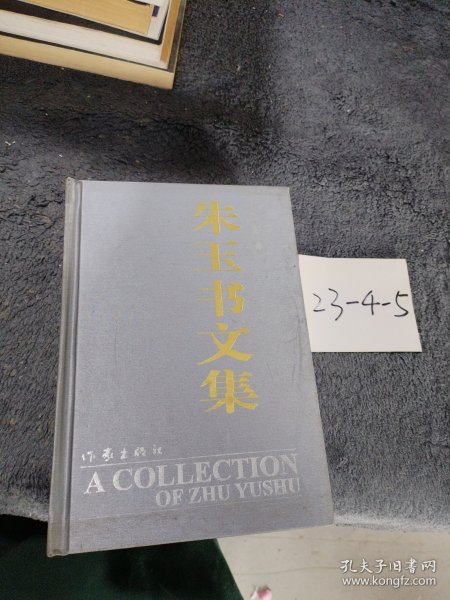 朱玉书文集
23-4-5
作家出版社
A COLLECTION
OF ZHU YUSHU
孔夫子旧书网
www.kongfz.com